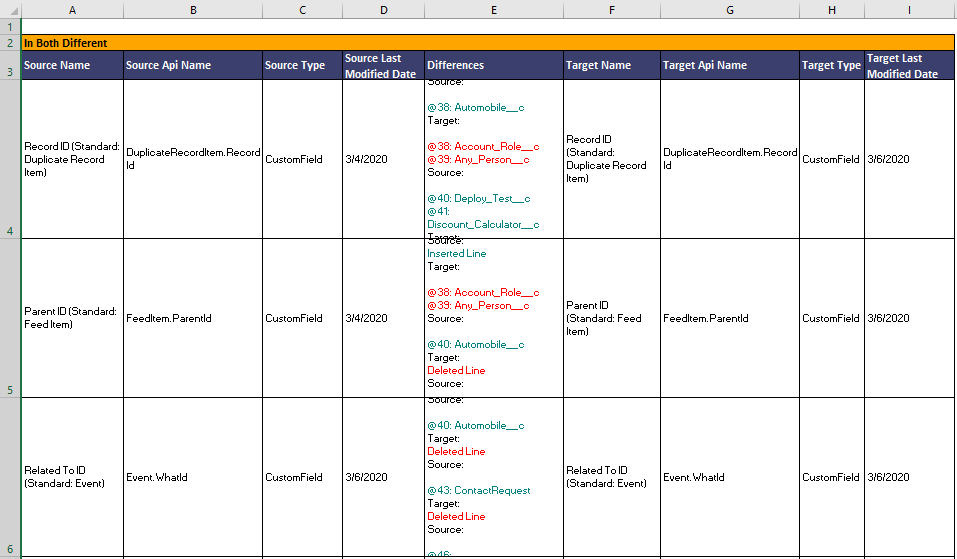 A B C D E F G H I
1
2 In Both Different
3 Source Name Source Api Name Source Type Source Last Modified Date Differences Target Name Target Api Name Target Type Target Last Modified Date
Record ID (Standard:
Duplicate Record
Item)
DuplicateRecordItem.Record
Id
CustomField
3/4/2020
Source:
@38: Automobile__c
Target:
@38: Account_Role__c
@39: Any_Person__c
Source:
@40: Deploy_Test__c
@41:
Discount_Calculator__c
Target:
Record ID
(Standard:
Duplicate Record
Item)
DuplicateRecordItem.Record
Id
CustomField
3/6/2020
4
Parent ID (Standard:
Feed Item)
FeedItem.ParentId
CustomField
3/4/2020
Source:
Inserted Line
Target:
@38: Account_Role__c
@39: Any_Person__c
Source:
@40: Automobile__c
Target:
Deleted Line
Source:
Parent ID
(Standard: Feed
Item)
FeedItem.ParentId
CustomField
3/6/2020
5
Related To ID
(Standard: Event)
Event.WhatId
CustomField
3/6/2020
Source:
@40: Automobile__c
Target:
Deleted Line
Source:
@43: ContactRequest
Target:
Deleted Line
Source:
@46:
Related To ID
(Standard: Event)
Event.WhatId
CustomField
3/6/2020
6